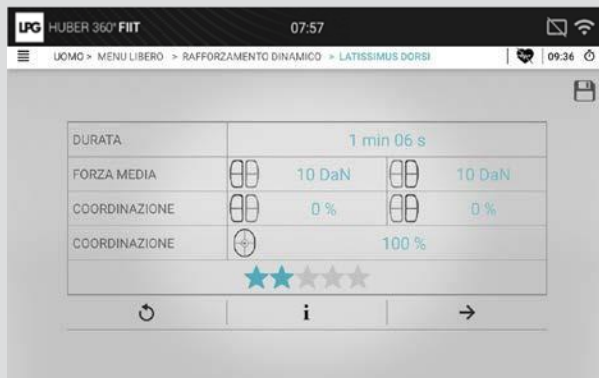 LPG HUBER 360° FIIT 07:57
UOMO > MENU LIBERO > RAFFORZAMENTO DINAMICO > LATISSIMUS DORSI 09:36
DURATA 1 min 06 s
FORZA MEDIA 10 DaN 10 DaN
COORDINAZIONE 0 % 0 %
COORDINAZIONE 100 %
i